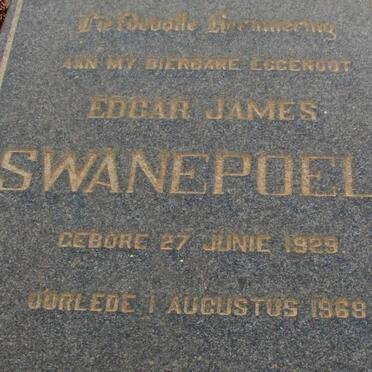 Liefdevolle Herinnering
AAN MY DIERBARE EGGENOOT
EDGAR JAMES
SWANEPOEL
GEBORE 27 JUNIE 1929
OORLEDE 1 AUGUSTUS 1968